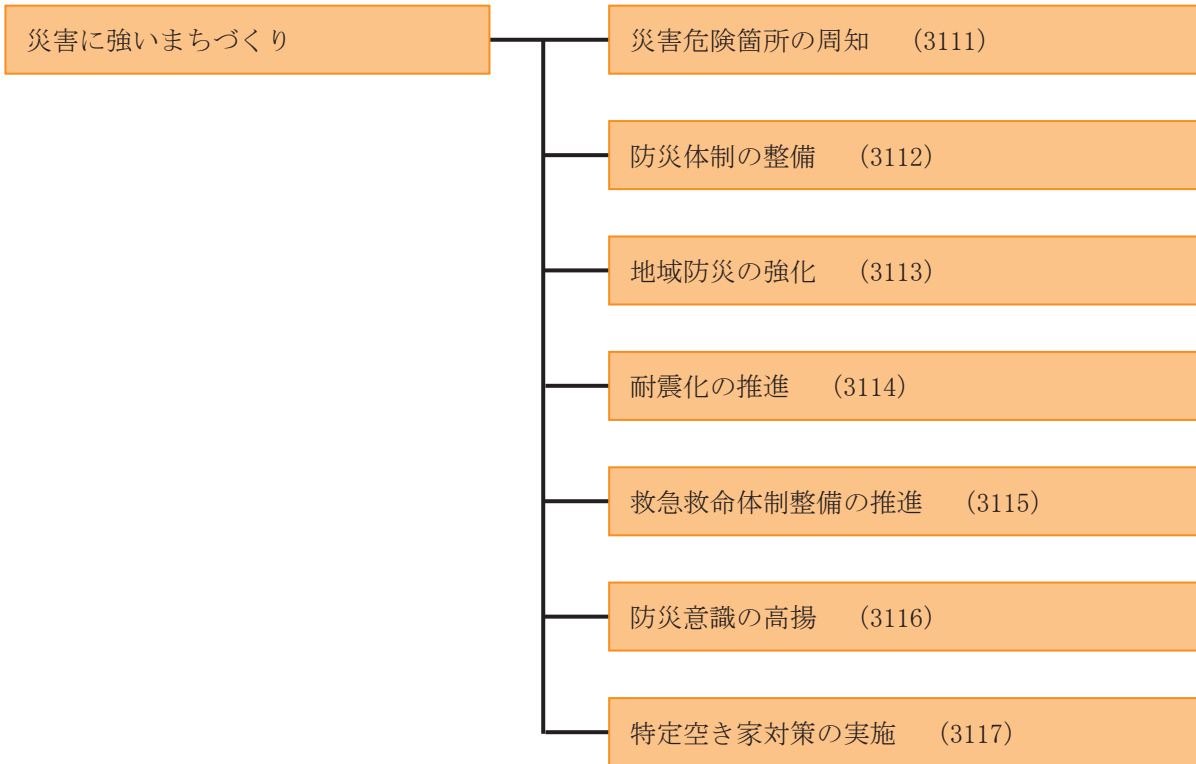 災害に強いまちづくり
災害危険箇所の周知　（3111）
防災体制の整備　（3112）
地域防災の強化　（3113）
耐震化の推進　（3114）
救急救命体制整備の推進　（3115）
防災意識の高揚　（3116）
特定空き家対策の実施　（3117）